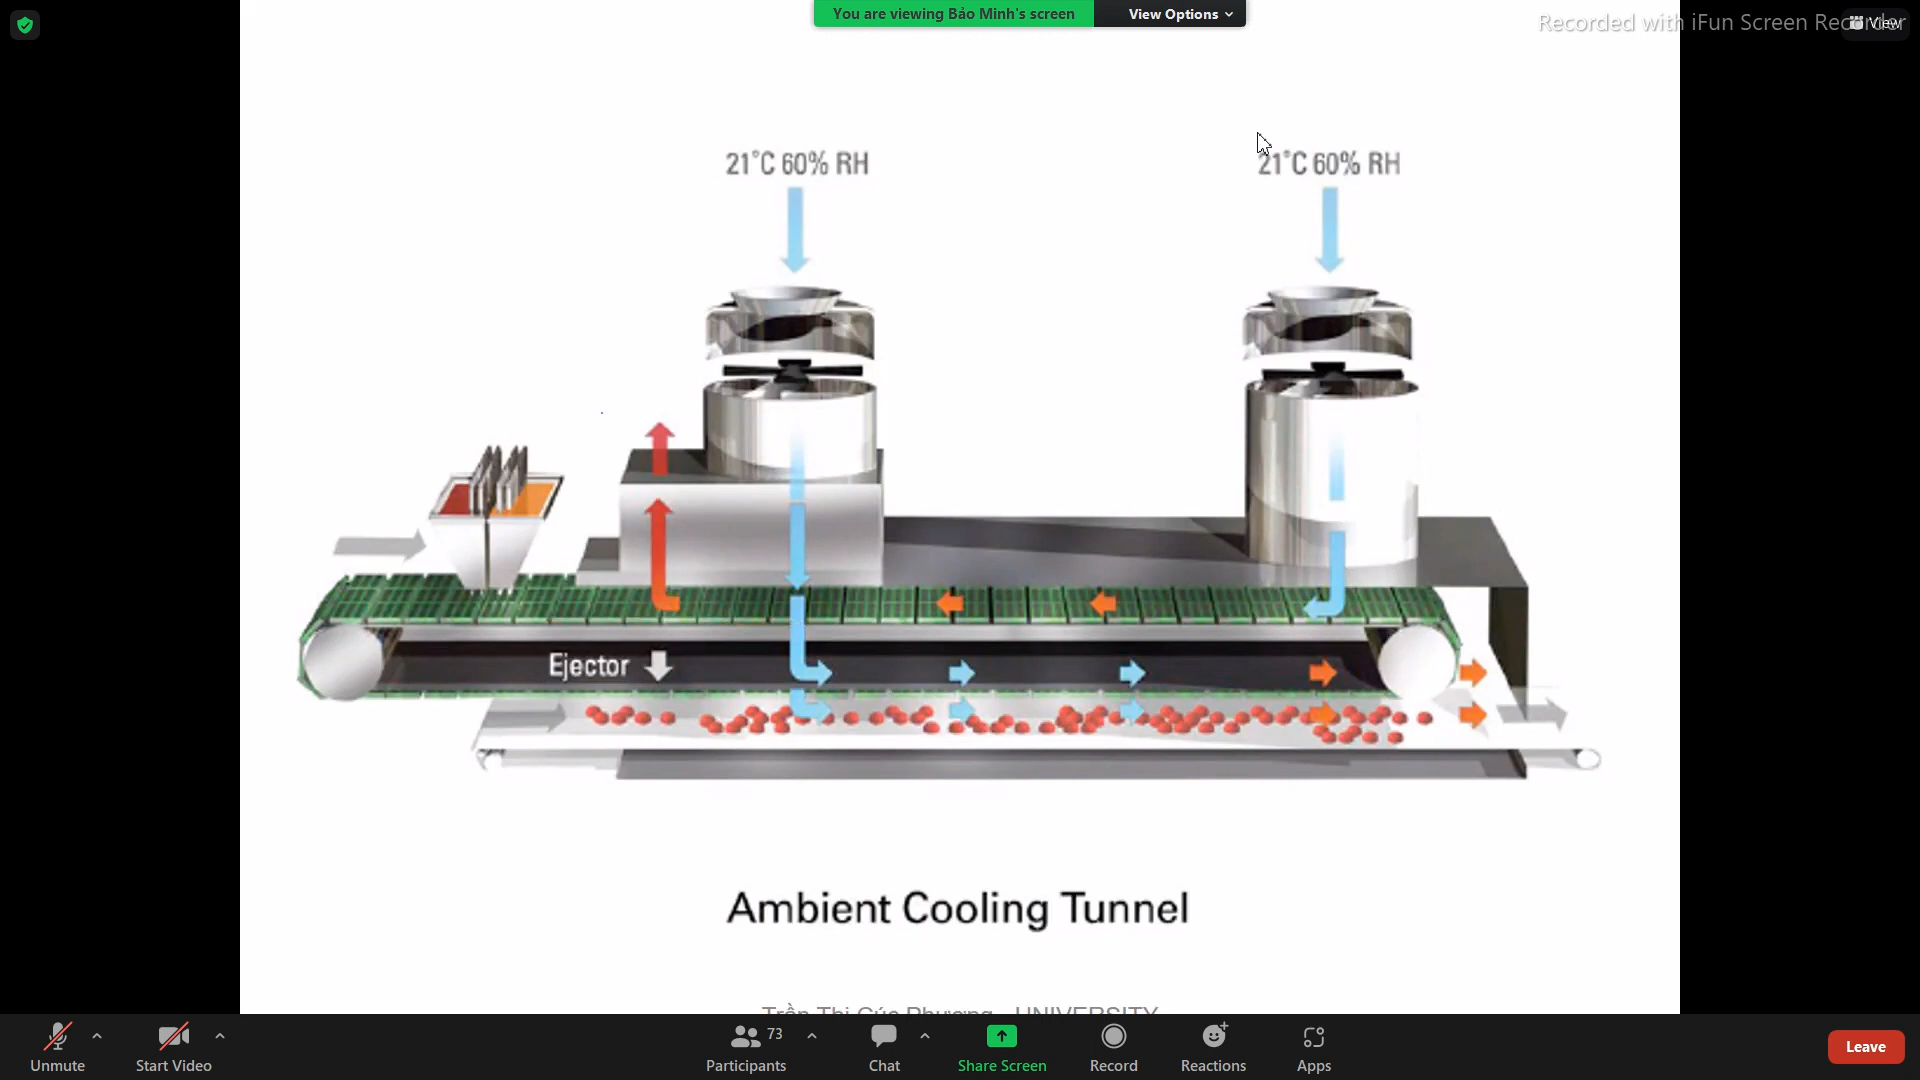 You are viewing Bảo Minh's screen
View Options
Recorded with iFun Screen Recorder
21°C 60% RH
21°C 60% RH
Ejector
Ambient Cooling Tunnel
UNIVERSITY
Unmute
Start Video
73
Participants
Chat
Share Screen
Record
Reactions
Apps
Leave